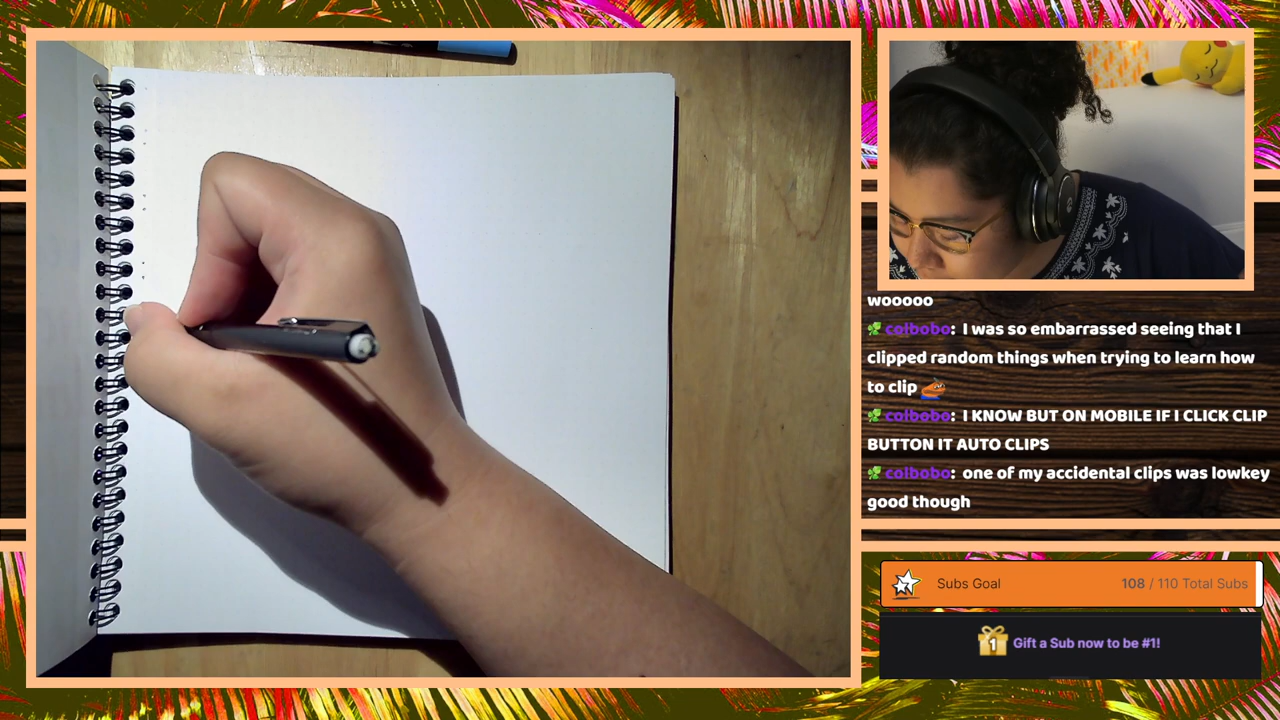 wooooo
colbobo: I was so embarrassed seeing that I
clipped random things when trying to learn how
to clip
colbobo: I KNOW BUT ON MOBILE IF I CLICK CLIP
BUTTON IT AUTO CLIPS
colbobo: one of my accidental clips was lowkey
good though
Subs Goal 108 / 110 Total Subs
1 Gift a Sub now to be #1!